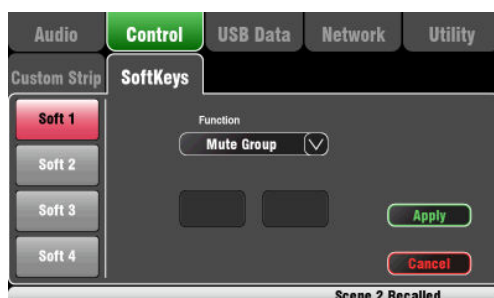 Audio Control USB Data Network Utility
Custom Strip SoftKeys
Soft 1
Function
Mute Group
Soft 2
Soft 3
Apply
Soft 4
Cancel
Scene 2 Recalled